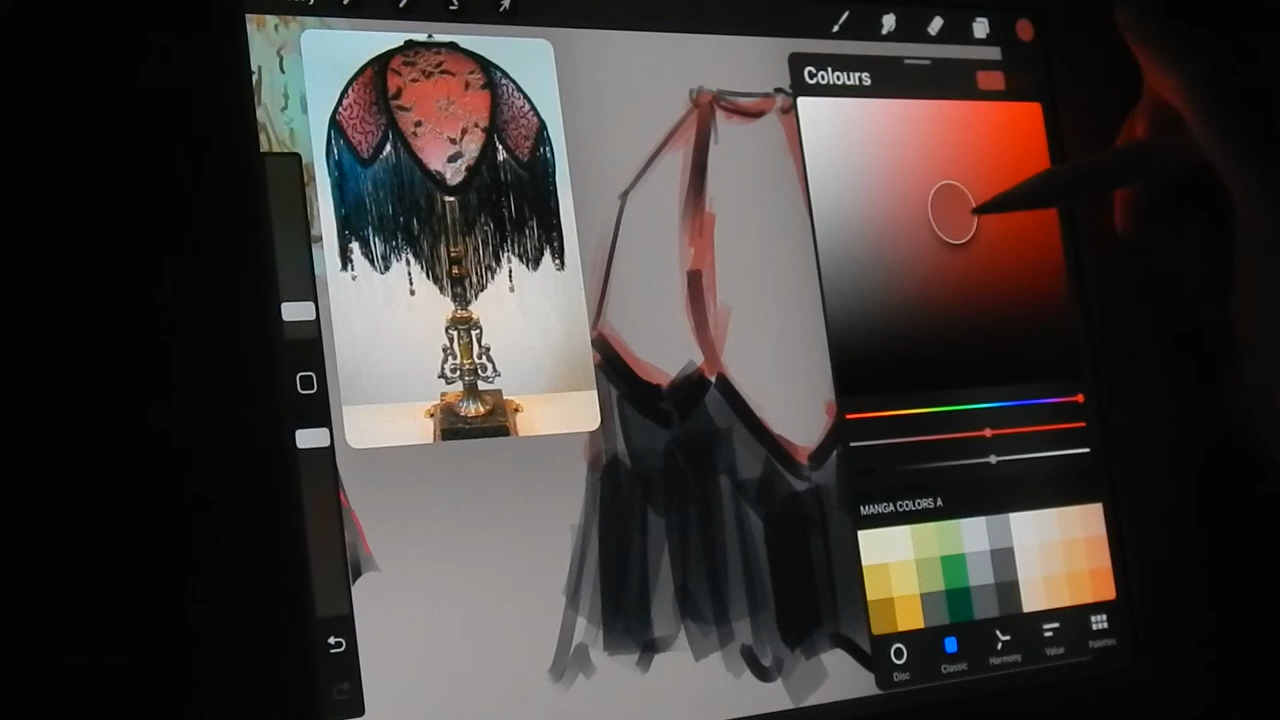 Colours
MANGA COLORS A
Disc
Classic
Harmony
Value
Palettes